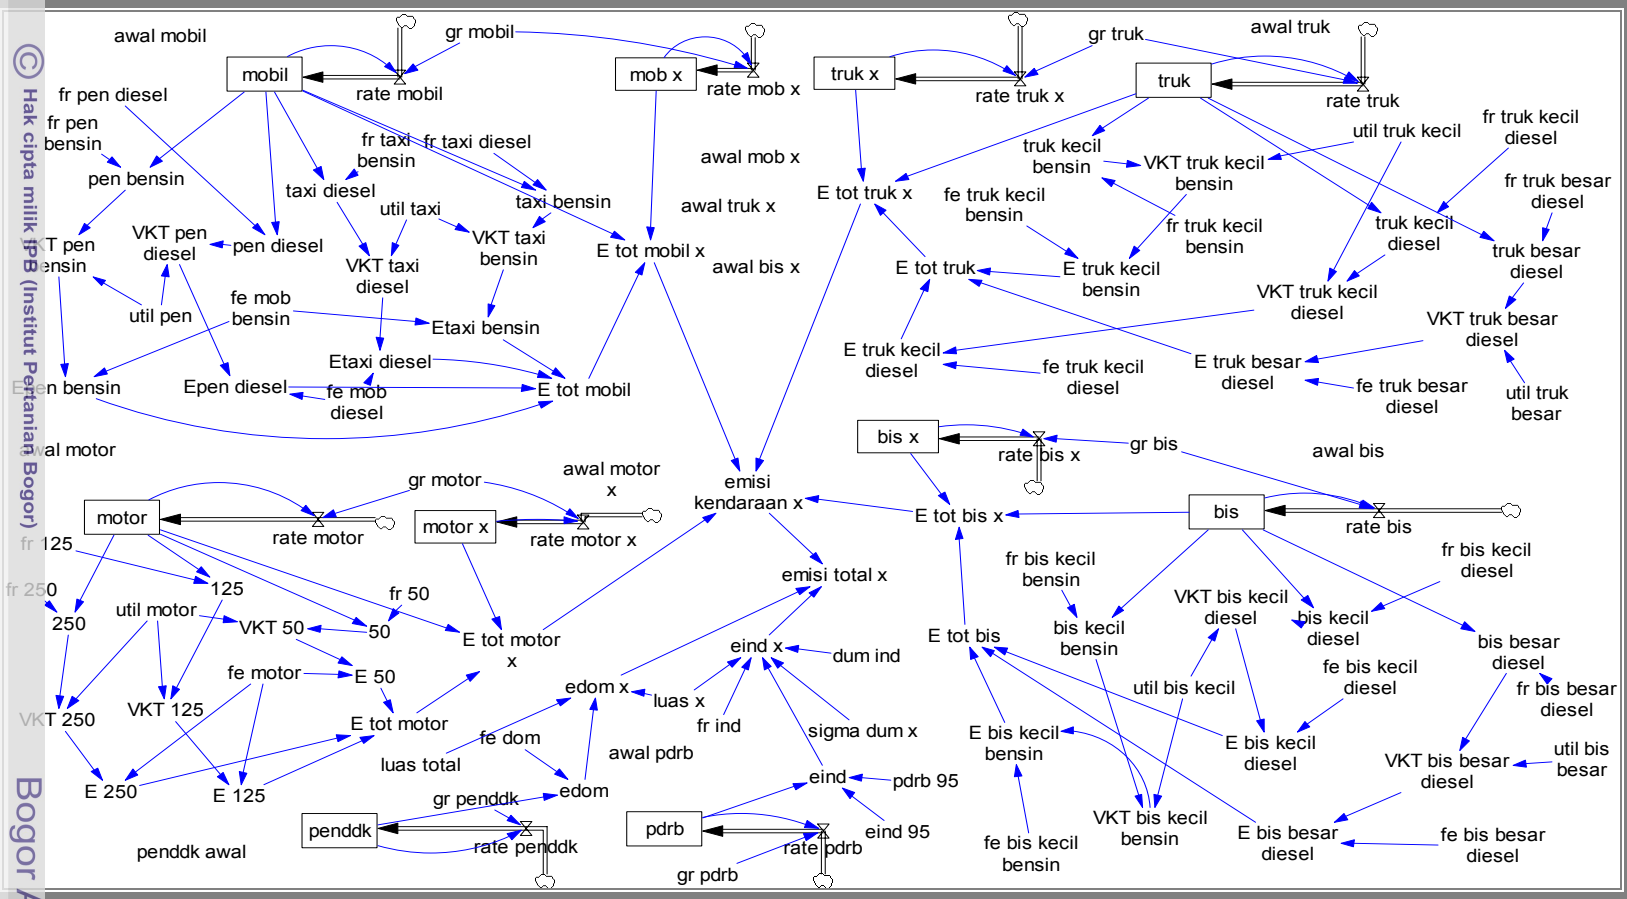 © Hak cipta milik IPB (Institut Pertanian Bogor)
Bogor A
awal mobil
mobil
rate mobil
gr mobil
mob x
rate mob x
truk x
rate truk x
gr truk
awal truk
truk
rate truk
fr pen diesel
fr pen
bensin
pen bensin
fr taxi
bensin
fr taxi diesel
taxi diesel
taxi bensin
util taxi
VKT pen
bensin
VKT pen
diesel
pen diesel
VKT taxi
diesel
VKT taxi
bensin
util pen
fe mob
bensin
Etaxi bensin
Etaxi diesel
Epen bensin
Epen diesel
fe mob
diesel
E tot mobil
E tot mobil x
awal mob x
awal truk x
awal bis x
E tot truk x
truk kecil
bensin
VKT truk kecil
bensin
util truk kecil
fr truk kecil
diesel
fe truk kecil
bensin
fr truk kecil
bensin
truk kecil
diesel
fr truk besar
diesel
truk besar
diesel
E tot truk
E truk kecil
bensin
VKT truk kecil
diesel
VKT truk besar
diesel
E truk kecil
diesel
fe truk kecil
diesel
E truk besar
diesel
fe truk besar
diesel
util truk
besar
awal motor
motor
rate motor
gr motor
awal motor
x
motor x
rate motor x
emisi
kendaraan x
bis x
rate bis x
gr bis
awal bis
E tot bis x
bis
rate bis
fr 125
fr 250
250
125
util motor
VKT 50
50
fr 50
E tot motor
x
fe motor
E 50
VKT 250
VKT 125
E tot motor
E 250
E 125
luas total
emisi total x
eind x
dum ind
edom x
luas x
fr ind
sigma dum x
fe dom
awal pdrb
edom
eind
pdrb 95
eind 95
gr penddk
penddk
rate penddk
penddk awal
pdrb
rate pdrb
gr pdrb
fr bis kecil
bensin
fr bis kecil
diesel
VKT bis kecil
diesel
bis kecil
diesel
bis kecil
bensin
E tot bis
bis besar
diesel
fe bis kecil
diesel
fr bis besar
diesel
util bis kecil
E bis kecil
bensin
E bis kecil
diesel
VKT bis besar
diesel
util bis
besar
VKT bis kecil
bensin
fe bis kecil
bensin
E bis besar
diesel
fe bis besar
diesel